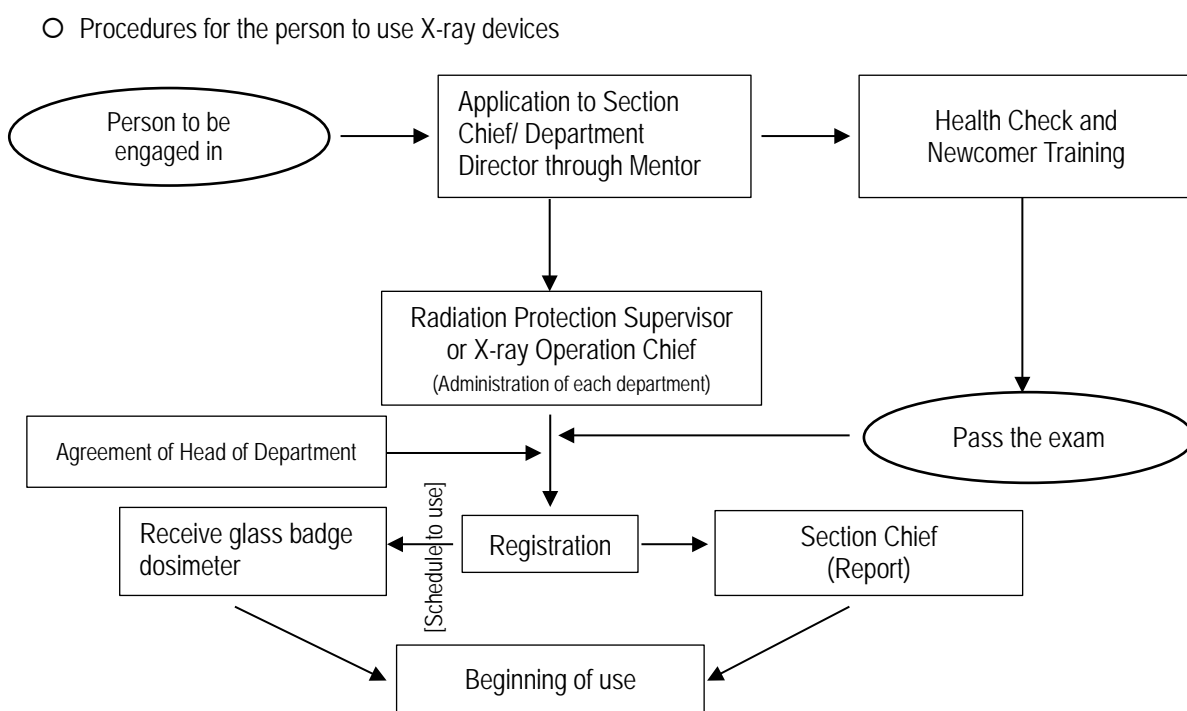 ○ Procedures for the person to use X-ray devices
Person to be
engaged in
Application to Section
Chief/ Department
Director through Mentor
Health Check and
Newcomer Training
Radiation Protection Supervisor
or X-ray Operation Chief
(Administration of each department)
Agreement of Head of Department
Pass the exam
Receive glass badge
dosimeter
[Schedule to use]
Registration
Section Chief
(Report)
Beginning of use